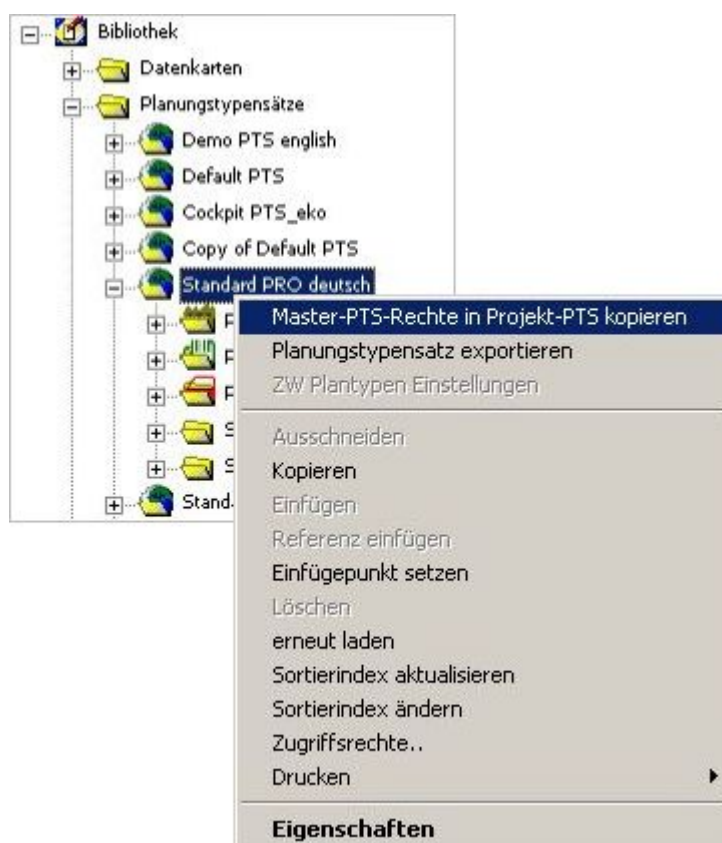 Bibliothek
Datenkarten
Planungstypensätze
Demo PTS english
Default PTS
Cockpit PTS_eko
Copy of Default PTS
Standard PRO deutsch
Master-PTS-Rechte in Projekt-PTS kopieren
Planungstypensatz exportieren
ZW Plantypen Einstellungen
Ausschneiden
Kopieren
Einfügen
Referenz einfügen
Einfügepunkt setzen
Löschen
erneut laden
Sortierindex aktualisieren
Sortierindex ändern
Zugriffsrechte..
Drucken
Eigenschaften